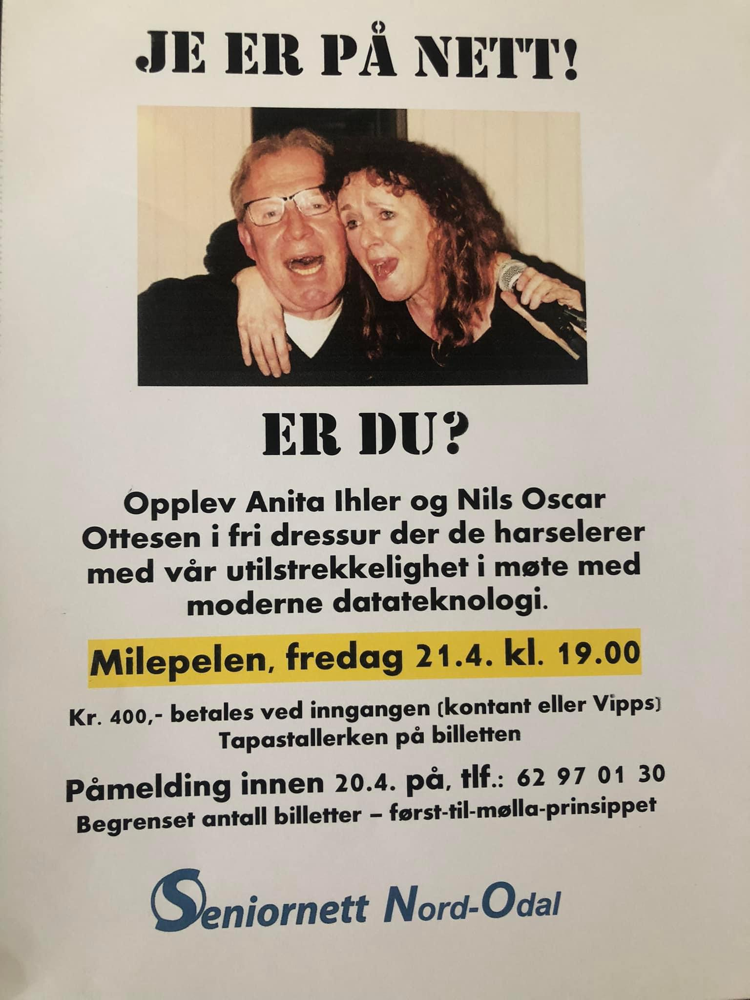 JE ER PÅ NETT!
ER DU?
Opplev Anita Ihler og Nils Oscar
Ottesen i fri dressur der de harselerer
med vår utilstrekkelighet i møte med
moderne datateknologi.
Milepelen, fredag 21.4. kl. 19.00
Kr. 400,- betales ved inngangen (kontant eller Vipps)
Tapastallerken på billetten
Påmelding innen 20.4. på, tlf.: 62 97 01 30
Begrenset antall billetter – først-til-mølla-prinsippet
Seniornett Nord-Odal